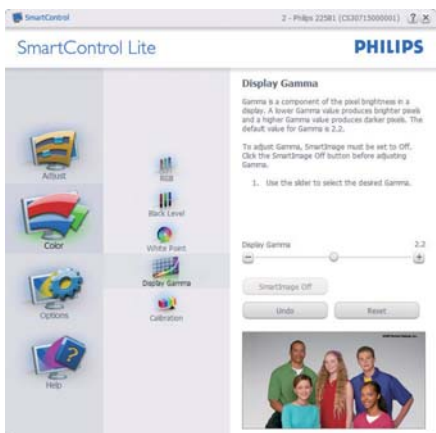 SmartControl
2 - Philips 225B1 (CS30715000001)
SmartControl Lite
PHILIPS
Adjust
Color
Options
Help
RGB
Black Level
White Point
Display Gamma
Calibration
Display Gamma
Gamma is a component of the pixel brightness in a
display. A lower Gamma value produces brighter pixels
and a higher Gamma value produces darker pixels. The
default value for Gamma is 2.2.
To adjust Gamma, SmartImage must be set to Off.
Click the SmartImage Off button before adjusting
Gamma.
1. Use the slider to select the desired Gamma.
Display Gamma
2.2
SmartImage Off
Undo
Reset